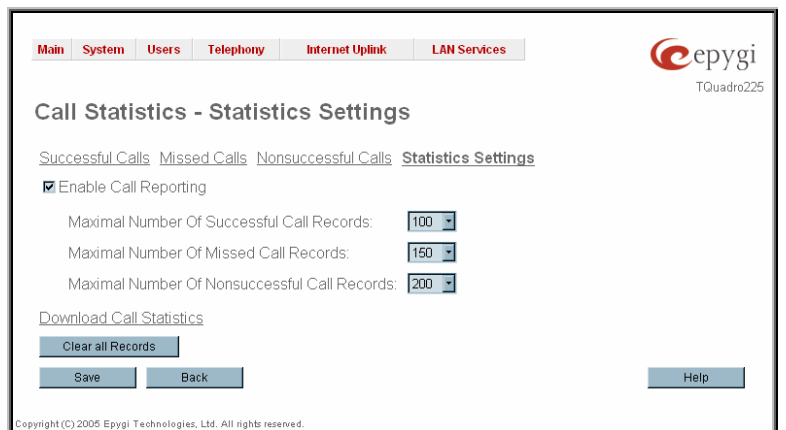 Main System Users Telephony Internet Uplink LAN Services
epygi
TQuadro225
Call Statistics - Statistics Settings
Successful Calls Missed Calls Nonsuccessful Calls Statistics Settings
Enable Call Reporting
Maximal Number Of Successful Call Records: 100
Maximal Number Of Missed Call Records: 150
Maximal Number Of Nonsuccessful Call Records: 200
Download Call Statistics
Clear all Records
Save Back Help
Copyright (C) 2005 Epygi Technologies, Ltd. All rights reserved.